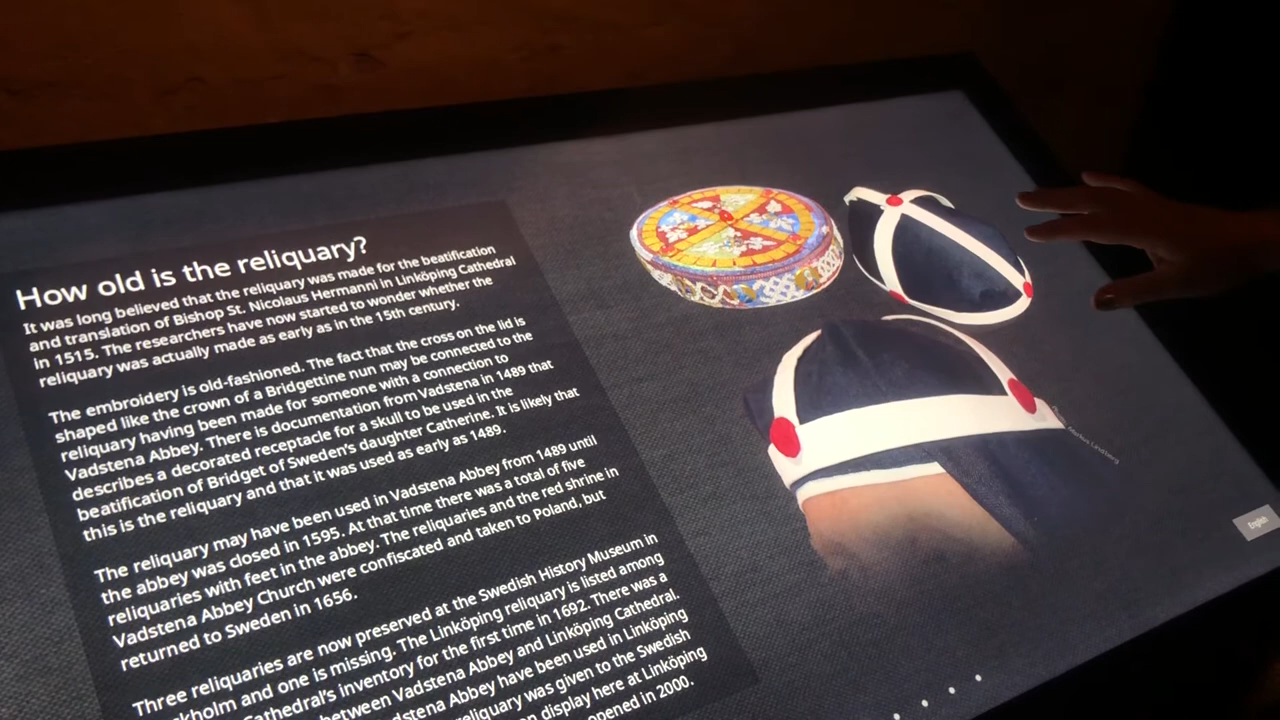 How old is the reliquary?
It was long believed that the reliquary was made for the beatification
and translation of Bishop St. Nicolaus Hermanni in Linköping Cathedral
in 1515. The researchers have now started to wonder whether the
reliquary was actually made as early as in the 15th century.
The embroidery is old-fashioned. The fact that the cross on the lid is
shaped like the crown of a Bridgettine nun may be connected to the
reliquary having been made for someone with a connection to
Vadstena Abbey. There is documentation from Vadstena in 1489 that
describes a decorated receptacle for a skull to be used in the
beatification of Bridget of Sweden's daughter Catherine. It is likely that
this is the reliquary and that it was used as early as 1489.
The reliquary may have been used in Vadstena Abbey from 1489 until
the abbey was closed in 1595. At that time there was a total of five
reliquaries with feet in the abbey. The reliquaries and the red shrine in
Vadstena Abbey Church were confiscated and taken to Poland, but
returned to Sweden in 1656.
Three reliquaries are now preserved at the Swedish History Museum in
and one is missing. The Linköping reliquary is listed among
Cathedral's inventory for the first time in 1692. There was a
between Vadstena Abbey and Linköping Cathedral.
Abbey have been used in Linköping
reliquary was given to the Swedish
on display here at Linköping
opened in 2000.
Markus Lindberg
English